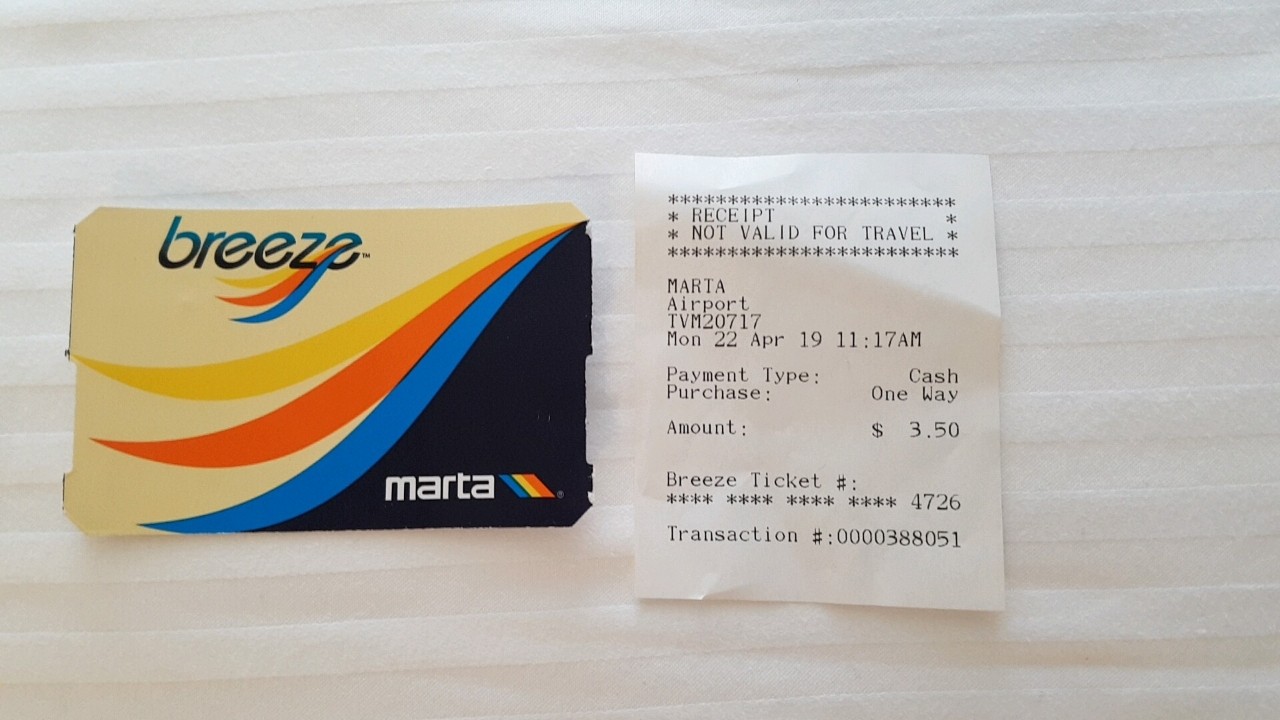 breeze™
marta®
************************
* RECEIPT *
* NOT VALID FOR TRAVEL *
************************
MARTA
Airport
TVM20717
Mon 22 Apr 19 11:17AM
Payment Type: Cash
Purchase: One Way
Amount: $ 3.50
Breeze Ticket #:
**** **** **** **** 4726
Transaction #:0000388051